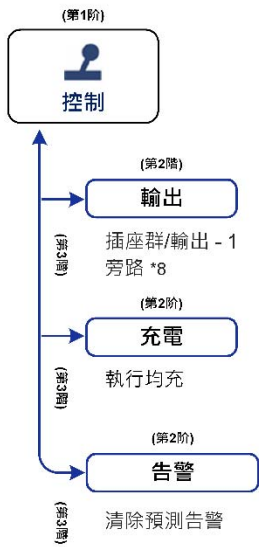 (第1阶)
控制
(第2階)
輸出
(第3階)
插座群/輸出 - 1
旁路 *8
(第2阶)
充電
(第3階)
執行均充
(第2阶)
告警
(第3階)
清除預測告警